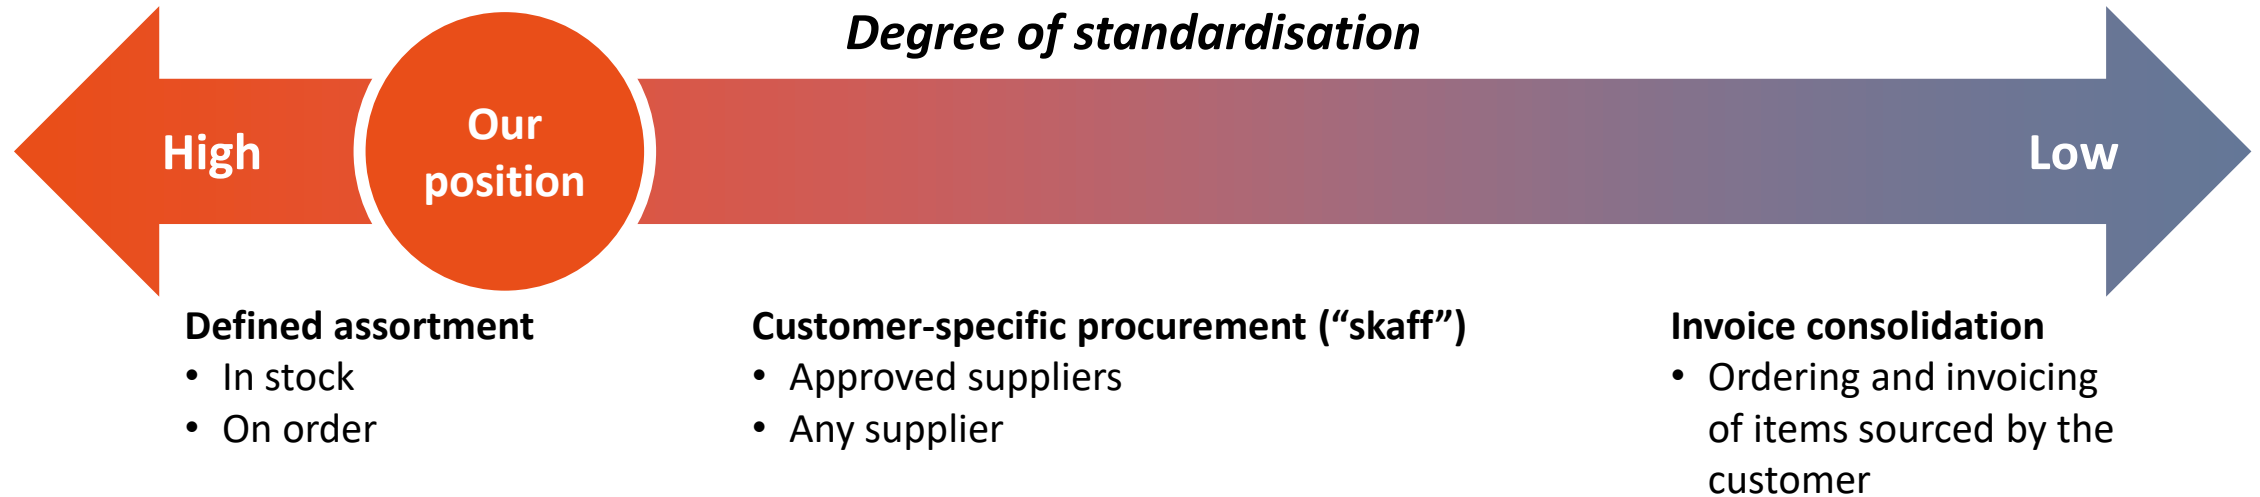 Degree of standardisation
High
Our
position
Low
Defined assortment
• In stock
• On order
Customer-specific procurement (“skaff”)
• Approved suppliers
• Any supplier
Invoice consolidation
• Ordering and invoicing
of items sourced by the
customer